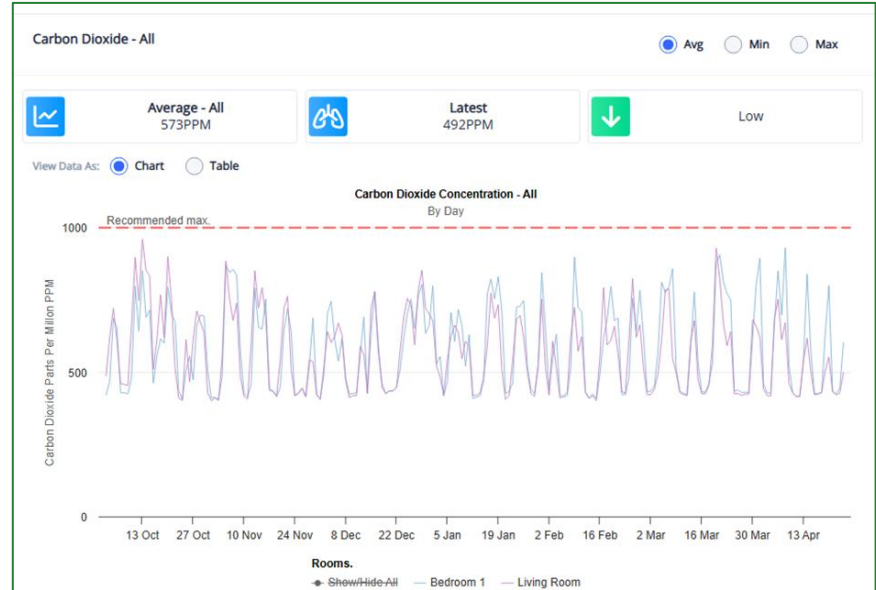 Carbon Dioxide - All
Avg Min Max
Average - All
573PPM
Latest
492PPM
Low
View Data As: Chart Table
Carbon Dioxide Concentration - All
By Day
Recommended max.
1000
500
0
Carbon Dioxide Parts Per Million PPM
13 Oct 27 Oct 10 Nov 24 Nov 8 Dec 22 Dec 5 Jan 19 Jan 2 Feb 16 Feb 2 Mar 16 Mar 30 Mar 13 Apr
Rooms.
Show/Hide All Bedroom 1 Living Room